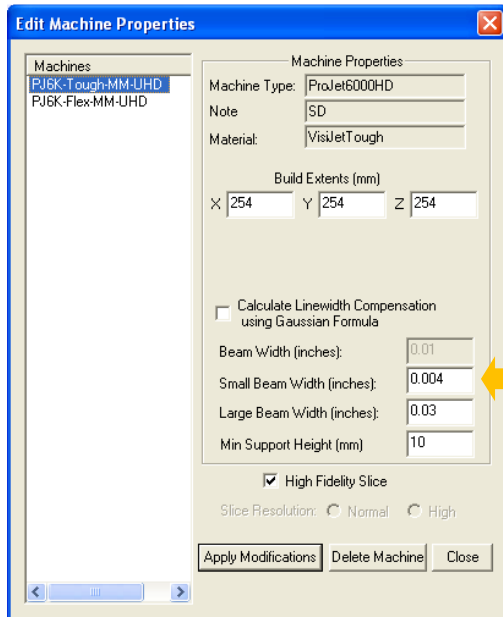 Edit Machine Properties
Machines
PJ6K-Tough-MM-UHD
PJ6K-Flex-MM-UHD
Machine Properties
Machine Type: ProJet6000HD
Note SD
Material: VisiJetTough
Build Extents (mm)
X 254 Y 254 Z 254
Calculate Linewidth Compensation
using Gaussian Formula
Beam Width (inches): 0.01
Small Beam Width (inches): 0.004
Large Beam Width (inches): 0.03
Min Support Height (mm) 10
High Fidelity Slice
Slice Resolution: Normal High
Apply Modifications Delete Machine Close